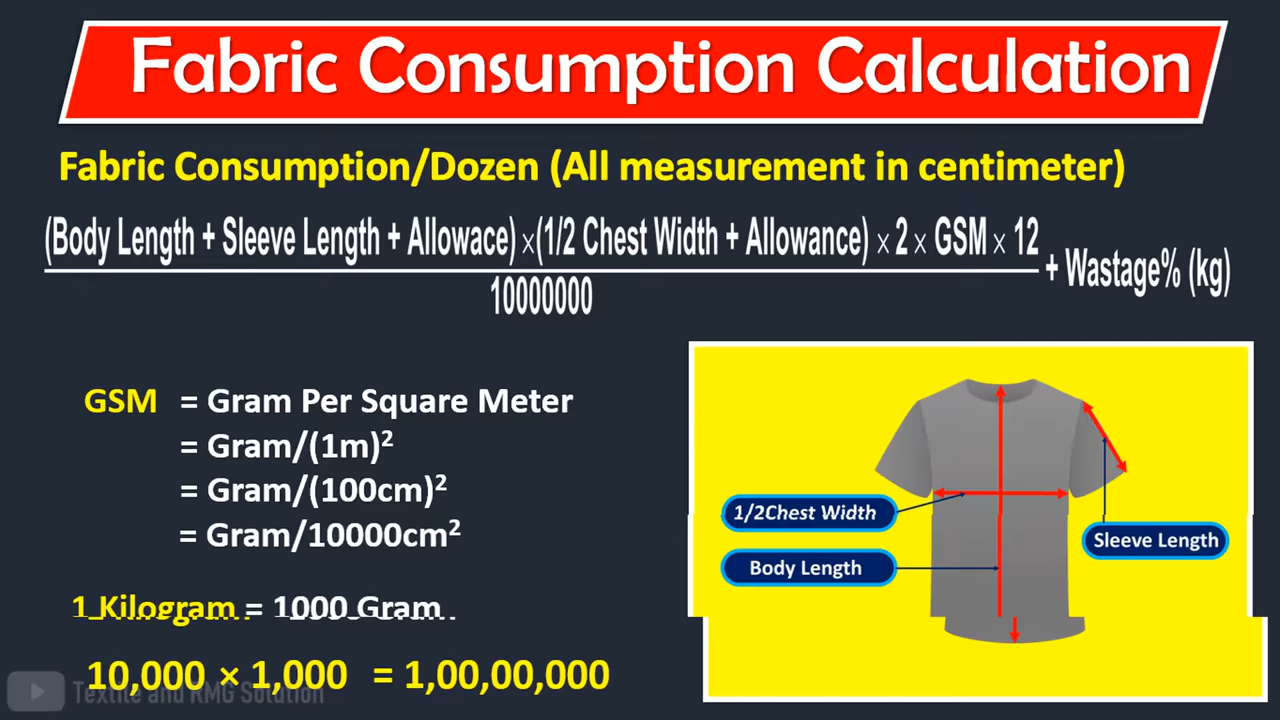 Fabric Consumption Calculation
Fabric Consumption/Dozen (All measurement in centimeter)
(Body Length + Sleeve Length + Allowace) ×(1/2 Chest Width + Allowance) × 2 × GSM × 12
10000000
+ Wastage% (kg)
GSM = Gram Per Square Meter
= Gram/(1m)²
= Gram/(100cm)²
= Gram/10000cm²
1 Kilogram = 1000 Gram
10,000 × 1,000 = 1,00,00,000
1/2Chest Width
Body Length
Sleeve Length
Textile and RMG Solution